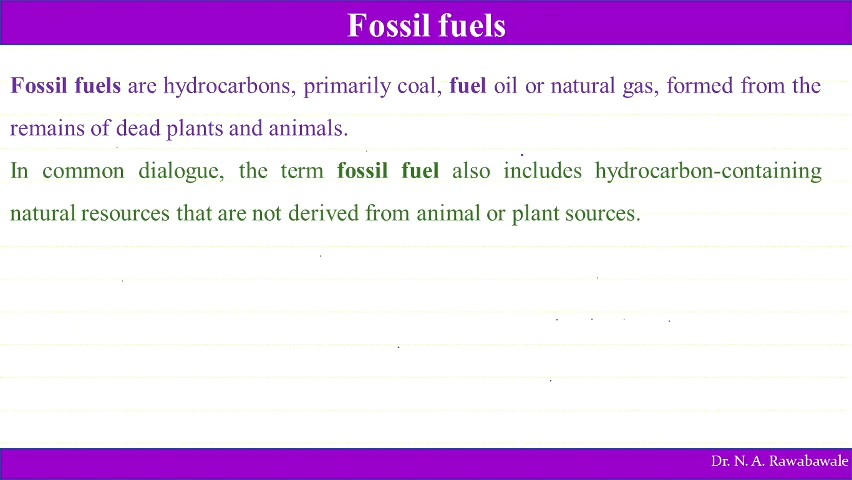 Fossil fuels
Fossil fuels are hydrocarbons, primarily coal, fuel oil or natural gas, formed from the
remains of dead plants and animals.
In common dialogue, the term fossil fuel also includes hydrocarbon-containing
natural resources that are not derived from animal or plant sources.
Dr. N. A. Rawabawale